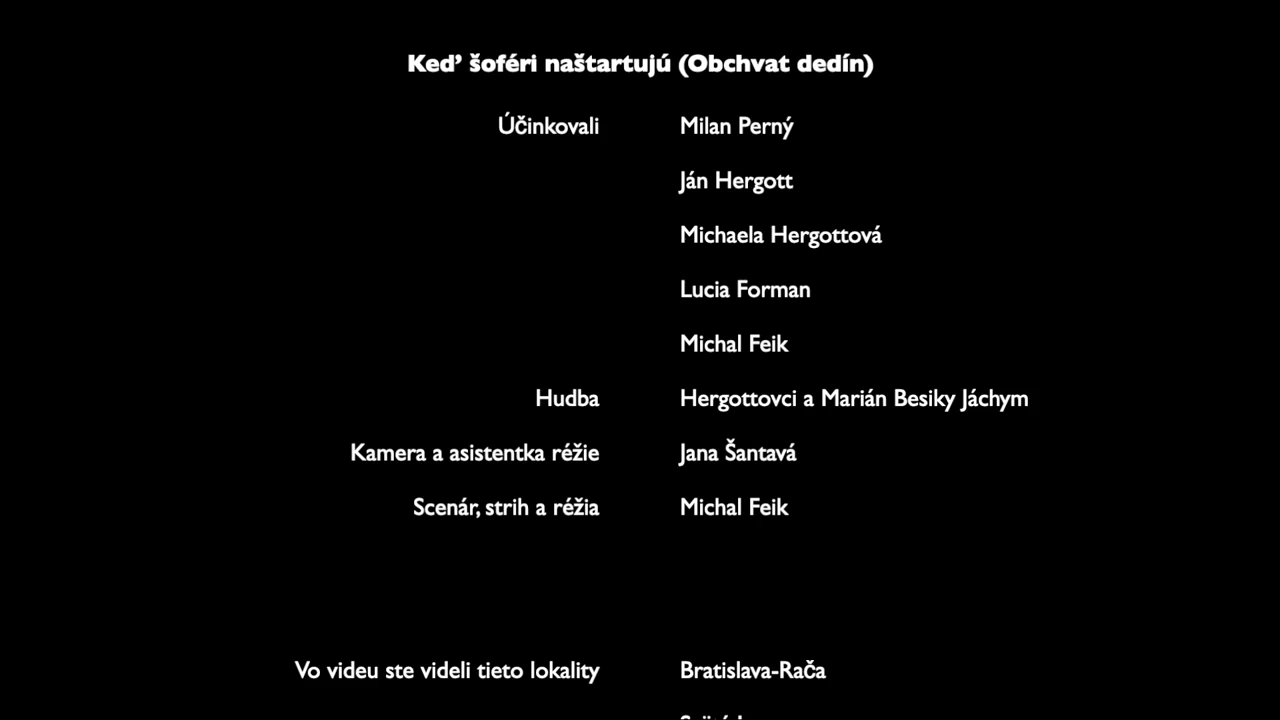 Keď šoféri naštartujú (Obchvat dedín)
Účinkovali Milan Perný
Ján Hergott
Michaela Hergottová
Lucia Forman
Michal Feik
Hudba Hergottovci a Marián Besiky Jáchym
Kamera a asistentka réžie Jana Šantavá
Scenár, strih a réžia Michal Feik
Vo videu ste videli tieto lokality Bratislava-Rača